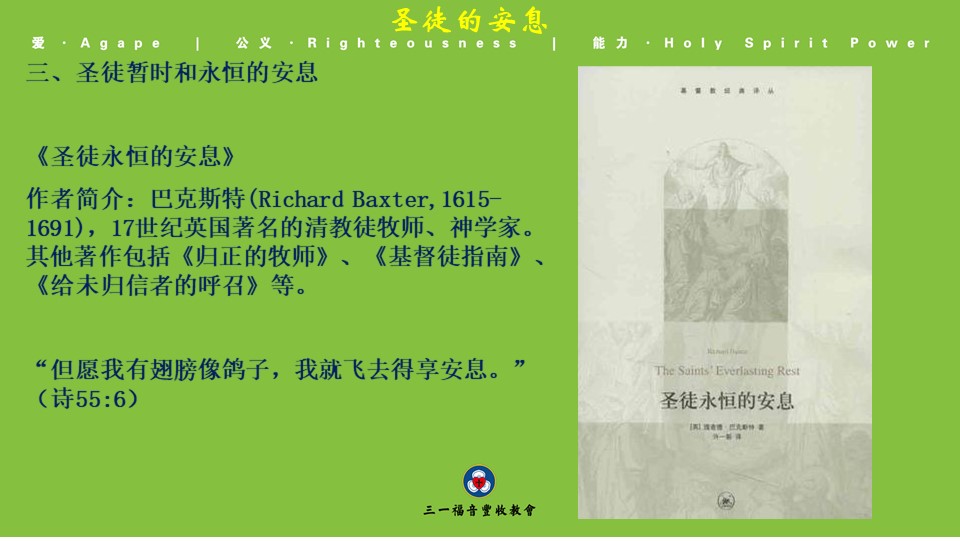 圣徒的安息
爱·Agape | 公义·Righteousness | 能力·Holy Spirit Power
三、圣徒暂时和永恒的安息
《圣徒永恒的安息》
作者简介：巴克斯特(Richard Baxter,1615-
1691)，17世纪英国著名的清教徒牧师、神学家。
其他著作包括《归正的牧师》、《基督徒指南》、
《给未归信者的呼召》等。
“但愿我有翅膀像鸽子，我就飞去得享安息。”
（诗55:6）
基督教经典译丛
Richard Baxter
The Saints' Everlasting Rest
圣徒永恒的安息
[英] 理查德·巴克斯特 著
许一新 译
三一福音豐收教會